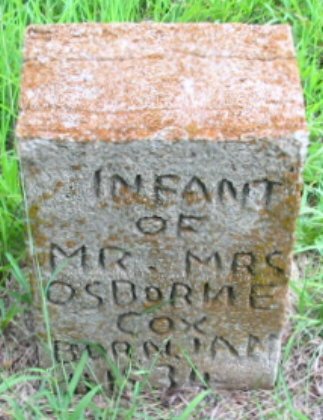 INFANT
OF
MR. MRS
OSBORNE
COX
BORN JAN